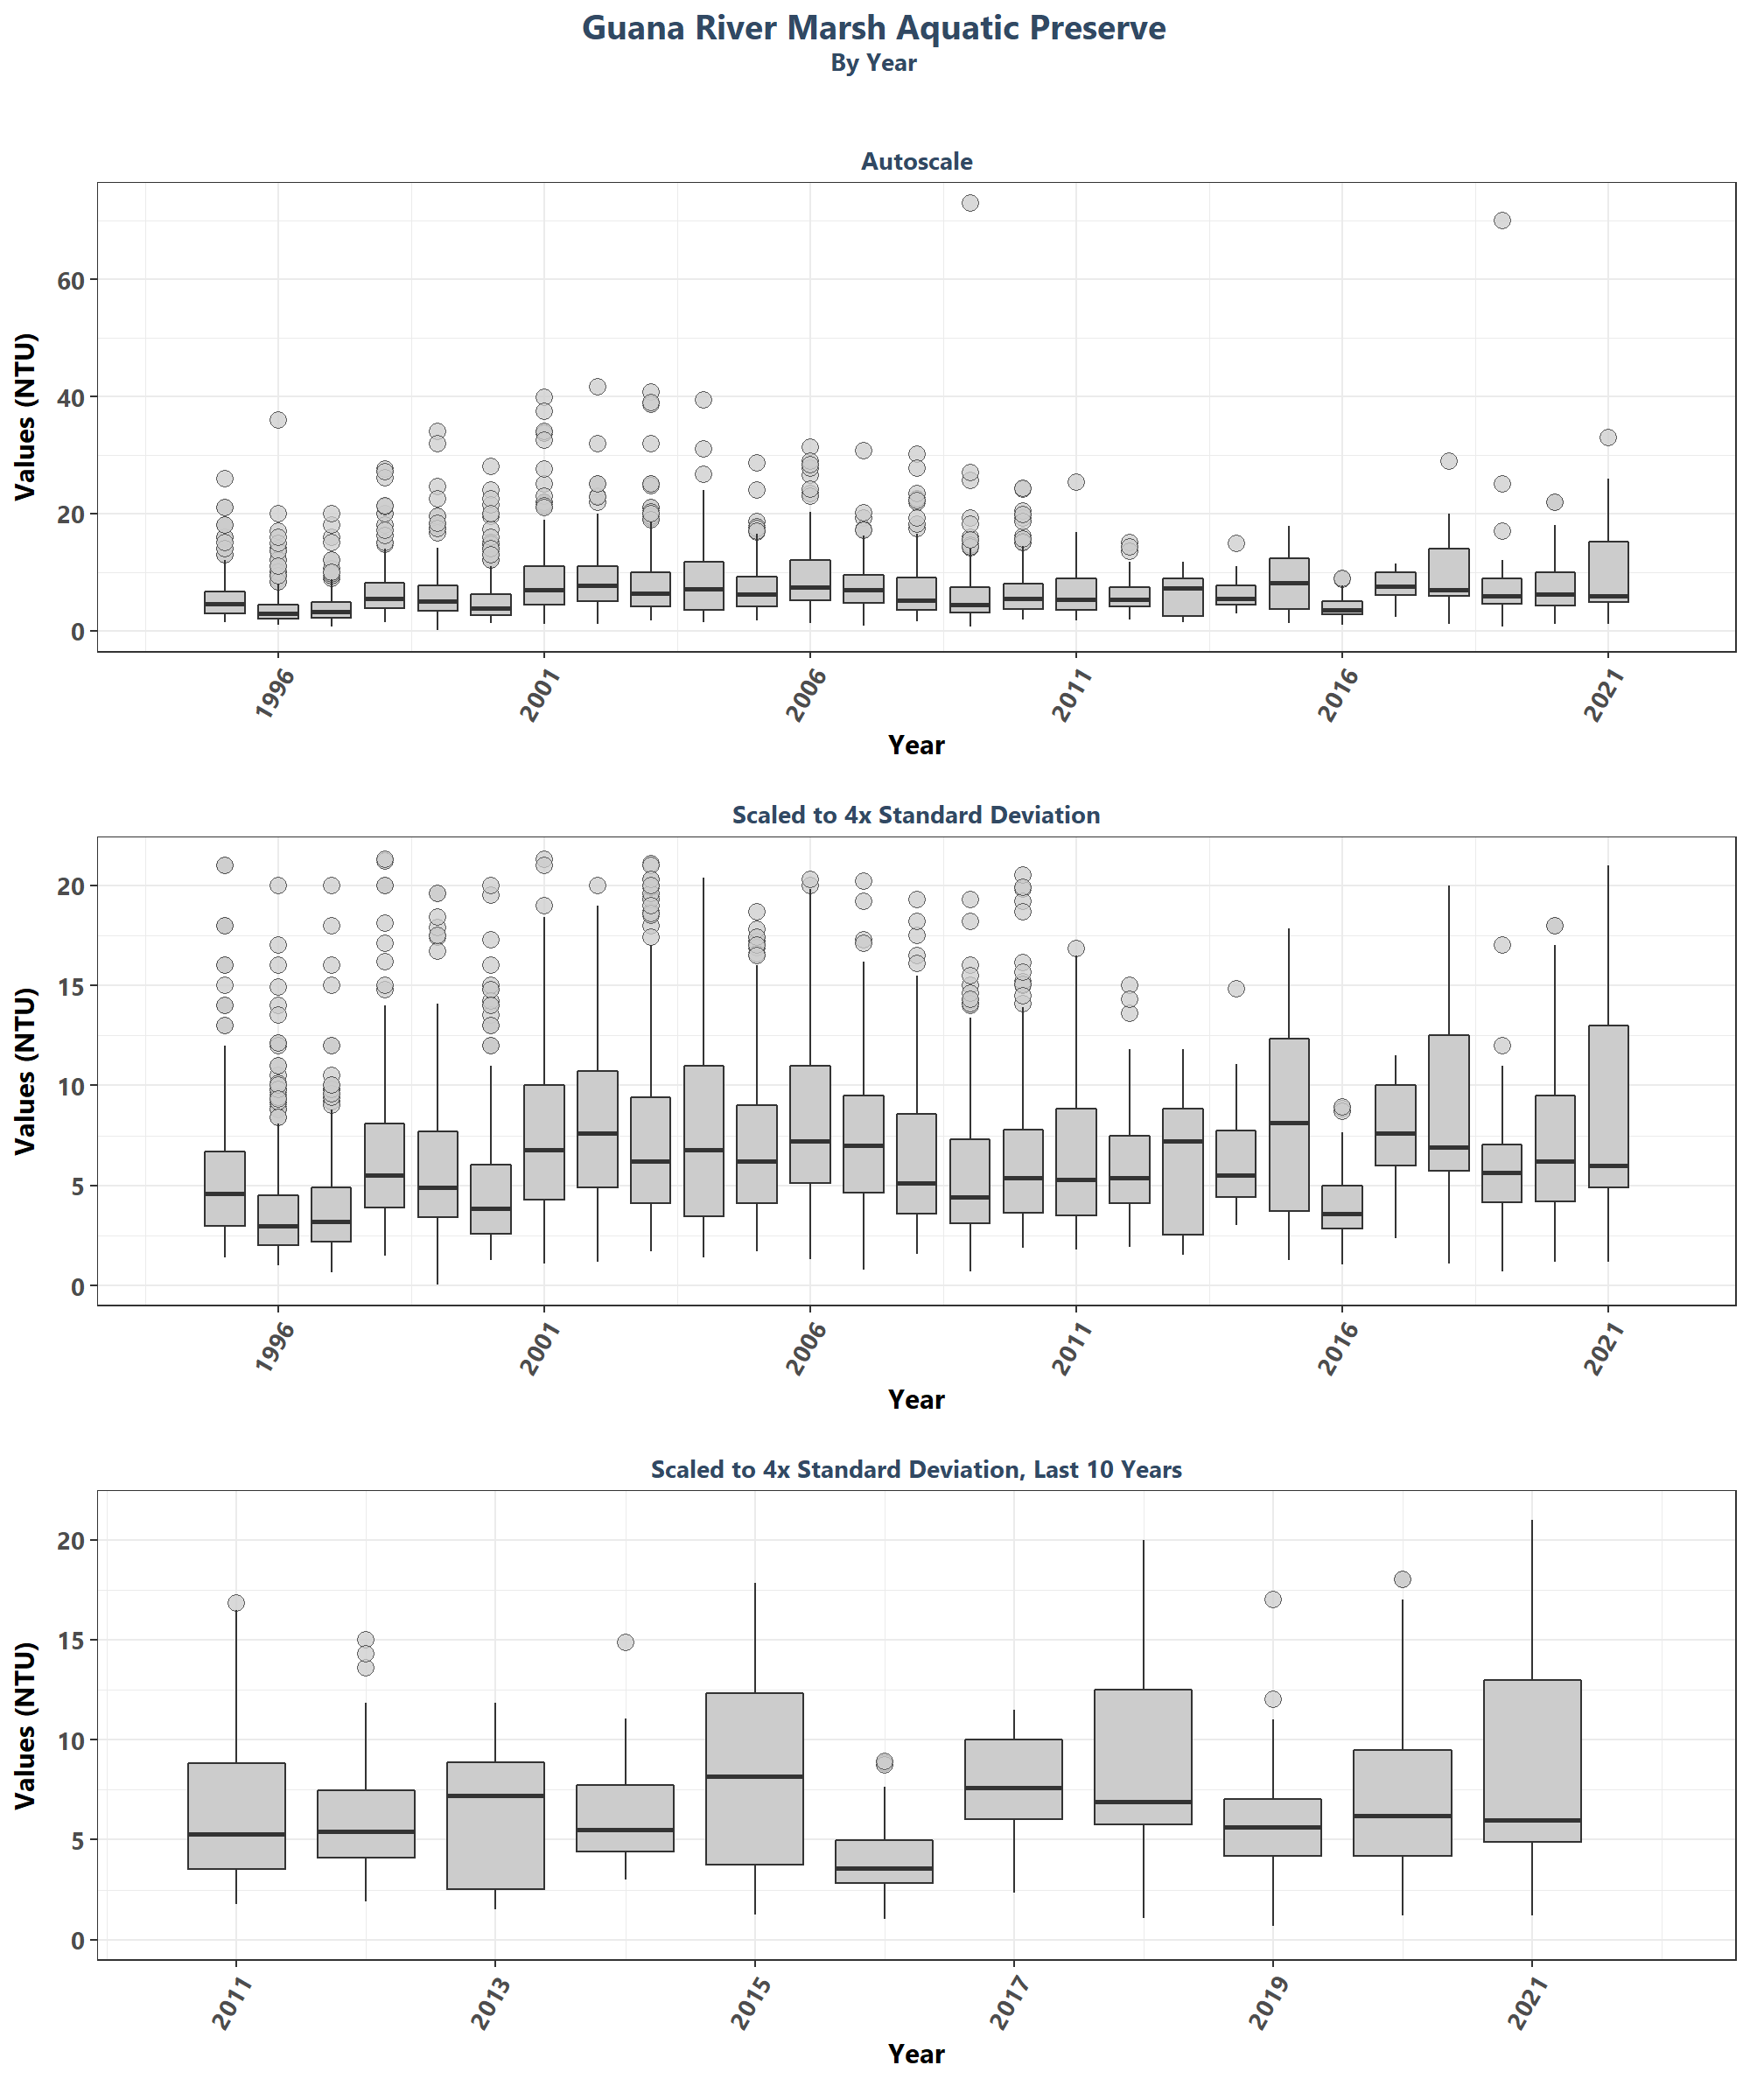 Guana River Marsh Aquatic Preserve
By Year
Autoscale
Values (NTU)
60
40
20
0
1996 2001 2006 2011 2016 2021
Year
Scaled to 4x Standard Deviation
Values (NTU)
20
15
10
5
0
1996 2001 2006 2011 2016 2021
Year
Scaled to 4x Standard Deviation, Last 10 Years
Values (NTU)
20
15
10
5
0
2011 2013 2015 2017 2019 2021
Year